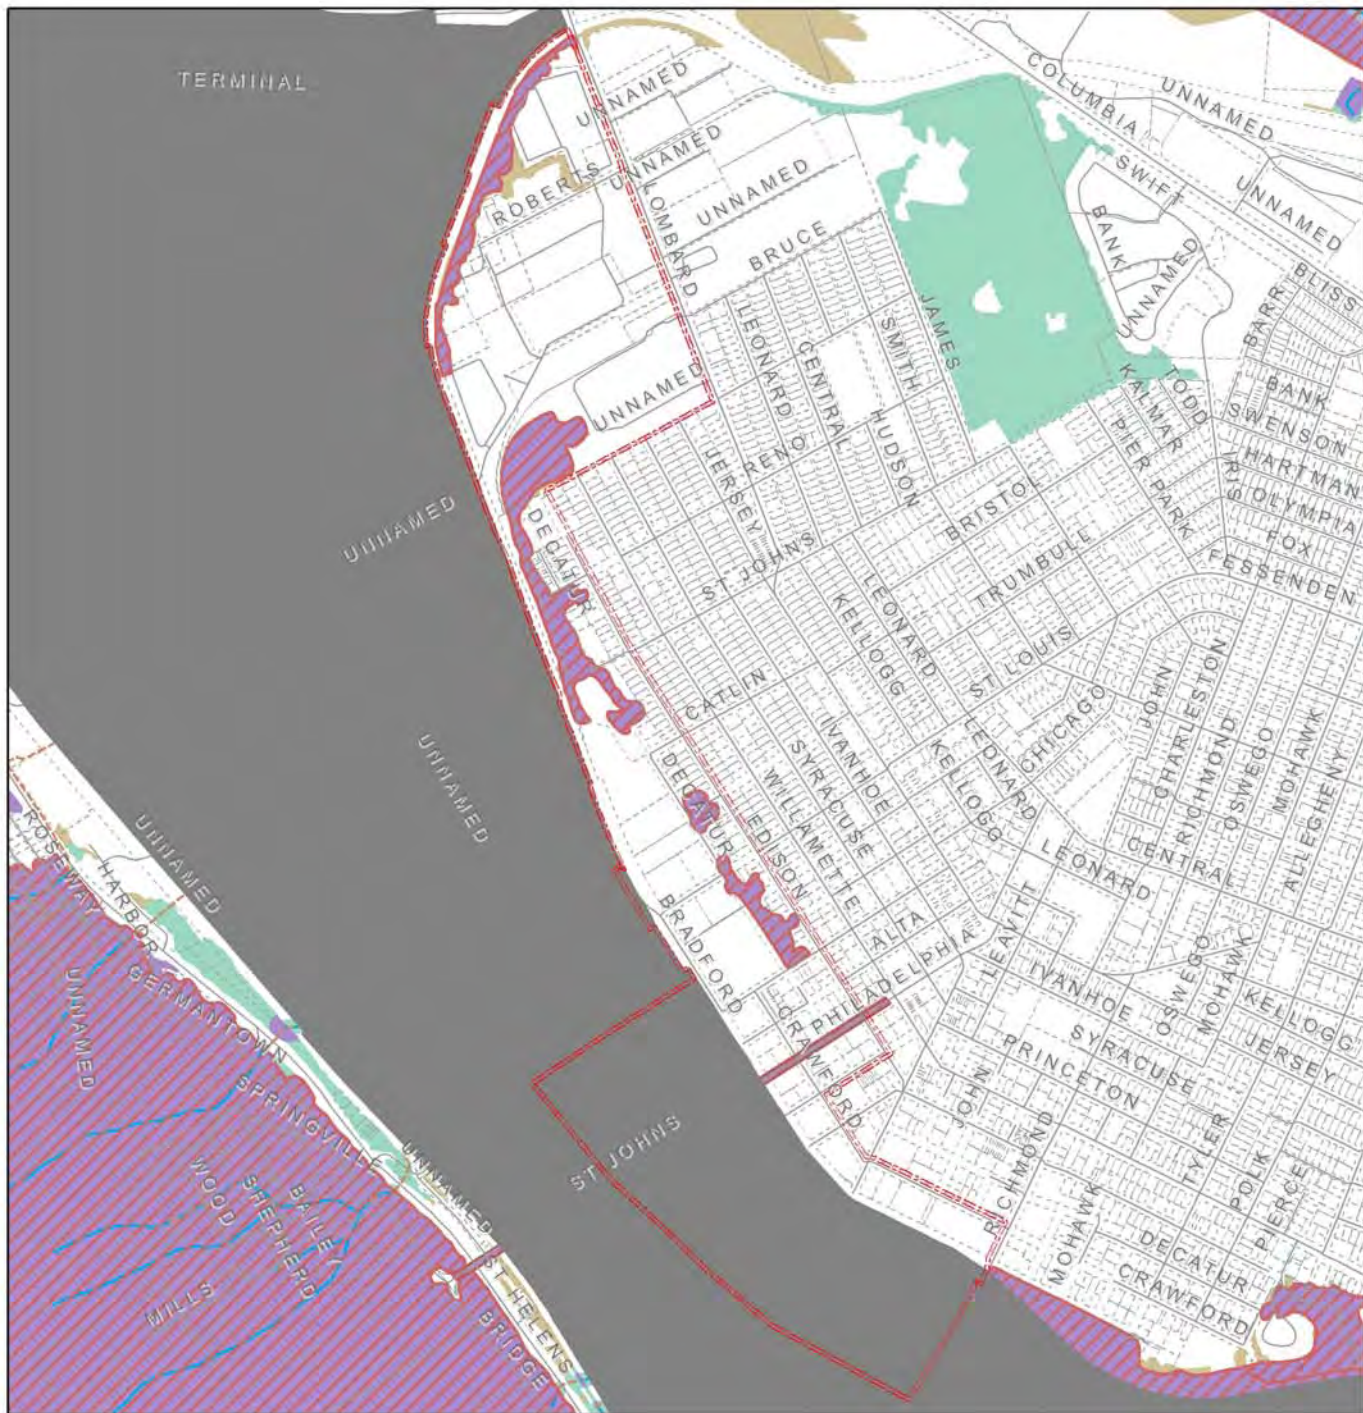 TERMINAL
UNNAMED
COLUMBIA
UNNAMED
UNNAMED
SWIFT
ROBERTS
LOMBARD
UNNAMED
UNNAMED
BRUCE
BANK
UNNAMED
BLISS
BARR
JAMES
LEONARD
CENTRAL
SMITH
UNNAMED
KALMAR
TODD
BANK
SWENSON
HARTMAN
OLYMPIA
FOX
FESSENDEN
IRIS
PIER PARK
HUDSON
RENO
JERSEY
BRISTOL
UNNAMED
DECATUR
ST JOHNS
TRUMBULL
LEONARD
KELLOGG
ST LOUIS
CATLIN
CHICAGO
JOHN
CHARLESTON
RICHMOND
OSWEGO
MOHAWK
ALLEGHENY
UNNAMED
DECATUR
EDISON
WILLAMETTE
SYRACUSE
IVANHOE
KELLOGG
LEONARD
UNNAMED
ROSEWAY
HARBOR
LEONARD
CENTRAL
BRADFORD
ALTA
PHILADELPHIA
LEAVITT
UNNAMED
GERMANTOWN
CRAWFORD
IVANHOE
OSWEGO
MOHAWK
KELLOGG
SYRACUSE
JERSEY
PRINCETON
SPRINGVILLE
ST JOHNS
CRAWFORD
JOHN
RICHMOND
TYLER
POLK
PIERCE
WOOD
SHEPHERD
BAILEY
UNNAMED
MOHAWK
DECATUR
CRAWFORD
MILLS
ST HELENS
BRIDGE